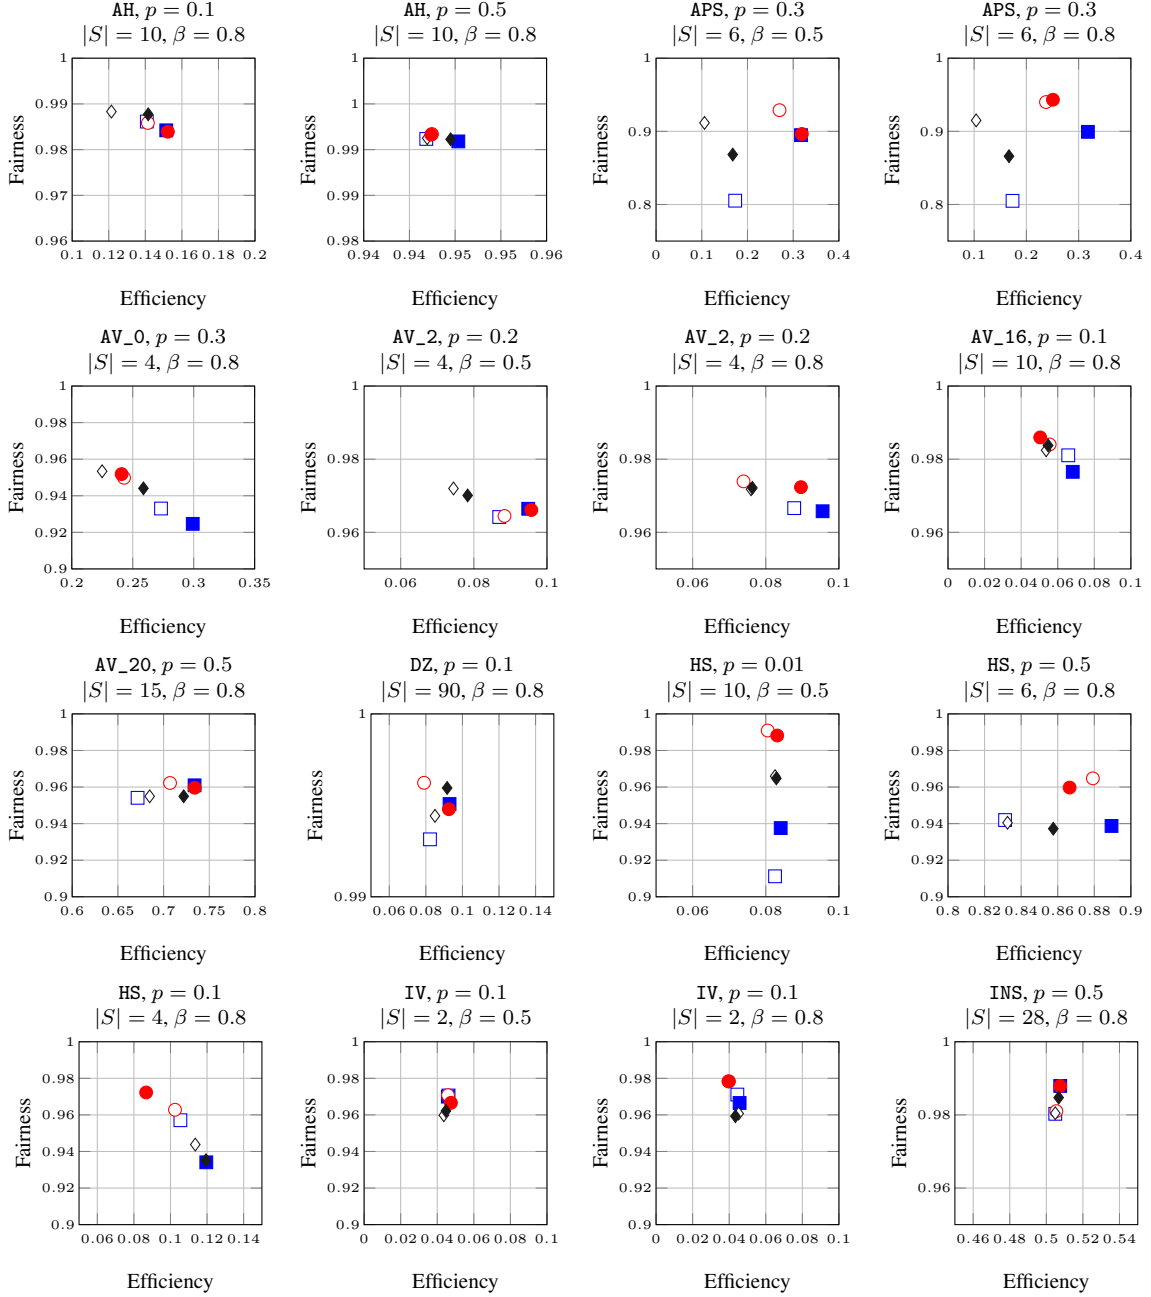 AH, p = 0.1
|S| = 10, β = 0.8
1
0.99
0.98
0.97
0.96
0.1 0.12 0.14 0.16 0.18 0.2
Fairness
Efficiency
AH, p = 0.5
|S| = 10, β = 0.8
1
1
0.99
0.99
0.98
0.94 0.94 0.95 0.95 0.96
Fairness
Efficiency
APS, p = 0.3
|S| = 6, β = 0.5
1
0.9
0.8
0 0.1 0.2 0.3 0.4
Fairness
Efficiency
APS, p = 0.3
|S| = 6, β = 0.8
1
0.9
0.8
0.1 0.2 0.3 0.4
Fairness
Efficiency
AV_0, p = 0.3
|S| = 4, β = 0.8
1
0.98
0.96
0.94
0.92
0.9
0.2 0.25 0.3 0.35
Fairness
Efficiency
AV_2, p = 0.2
|S| = 4, β = 0.5
1
0.98
0.96
0.06 0.08 0.1
Fairness
Efficiency
AV_2, p = 0.2
|S| = 4, β = 0.8
1
0.98
0.96
0.06 0.08 0.1
Fairness
Efficiency
AV_16, p = 0.1
|S| = 10, β = 0.8
1
0.98
0.96
0 0.02 0.04 0.06 0.08 0.1
Fairness
Efficiency
AV_20, p = 0.5
|S| = 15, β = 0.8
1
0.98
0.96
0.94
0.92
0.9
0.6 0.65 0.7 0.75 0.8
Fairness
Efficiency
DZ, p = 0.1
|S| = 90, β = 0.8
1
0.99
0.06 0.08 0.1 0.12 0.14
Fairness
Efficiency
HS, p = 0.01
|S| = 10, β = 0.5
1
0.98
0.96
0.94
0.92
0.9
0.06 0.08 0.1
Fairness
Efficiency
HS, p = 0.5
|S| = 6, β = 0.8
1
0.98
0.96
0.94
0.92
0.9
0.8 0.82 0.84 0.86 0.88 0.9
Fairness
Efficiency
HS, p = 0.1
|S| = 4, β = 0.8
1
0.98
0.96
0.94
0.92
0.9
0.06 0.08 0.1 0.12 0.14
Fairness
Efficiency
IV, p = 0.1
|S| = 2, β = 0.5
1
0.98
0.96
0.94
0.92
0.9
0 0.02 0.04 0.06 0.08 0.1
Fairness
Efficiency
IV, p = 0.1
|S| = 2, β = 0.8
1
0.98
0.96
0.94
0.92
0.9
0 0.02 0.04 0.06 0.08 0.1
Fairness
Efficiency
INS, p = 0.5
|S| = 28, β = 0.8
1
0.98
0.96
0.46 0.48 0.5 0.52 0.54
Fairness
Efficiency